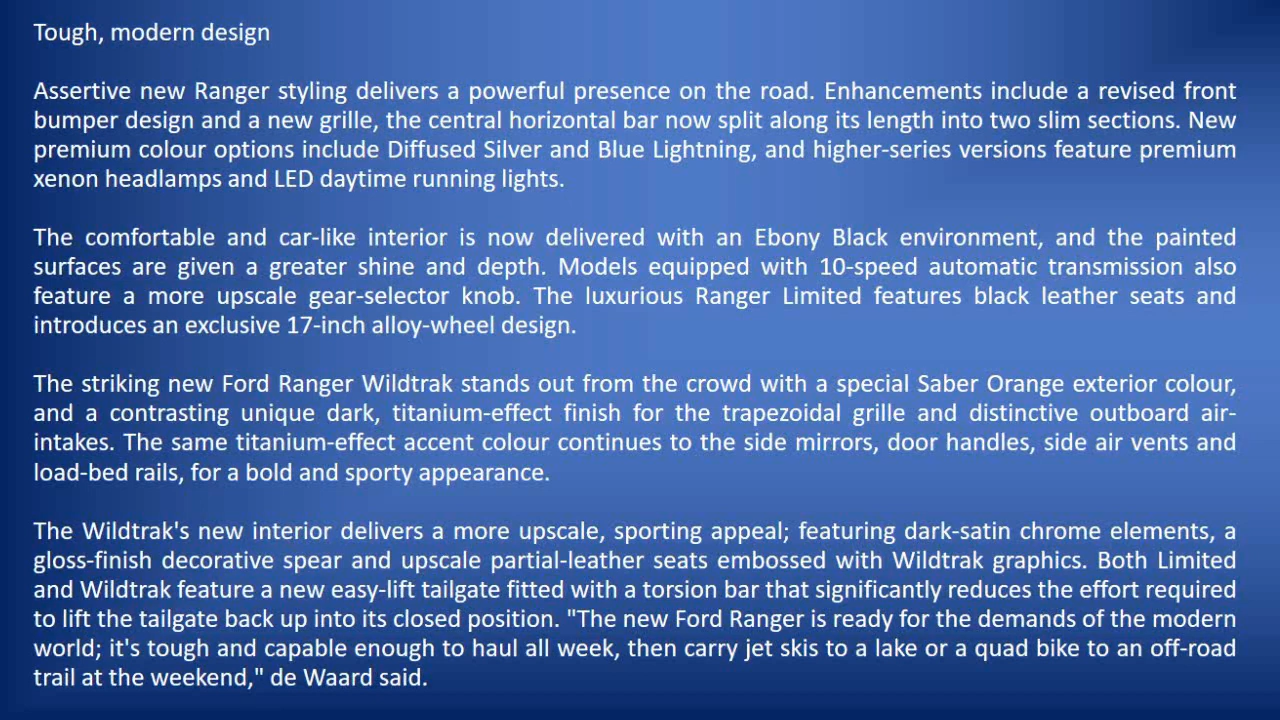 Tough, modern design
Assertive new Ranger styling delivers a powerful presence on the road. Enhancements include a revised front
bumper design and a new grille, the central horizontal bar now split along its length into two slim sections. New
premium colour options include Diffused Silver and Blue Lightning, and higher-series versions feature premium
xenon headlamps and LED daytime running lights.
The comfortable and car-like interior is now delivered with an Ebony Black environment, and the painted
surfaces are given a greater shine and depth. Models equipped with 10-speed automatic transmission also
feature a more upscale gear-selector knob. The luxurious Ranger Limited features black leather seats and
introduces an exclusive 17-inch alloy-wheel design.
The striking new Ford Ranger Wildtrak stands out from the crowd with a special Saber Orange exterior colour,
and a contrasting unique dark, titanium-effect finish for the trapezoidal grille and distinctive outboard air-
intakes. The same titanium-effect accent colour continues to the side mirrors, door handles, side air vents and
load-bed rails, for a bold and sporty appearance.
The Wildtrak's new interior delivers a more upscale, sporting appeal; featuring dark-satin chrome elements, a
gloss-finish decorative spear and upscale partial-leather seats embossed with Wildtrak graphics. Both Limited
and Wildtrak feature a new easy-lift tailgate fitted with a torsion bar that significantly reduces the effort required
to lift the tailgate back up into its closed position. "The new Ford Ranger is ready for the demands of the modern
world; it's tough and capable enough to haul all week, then carry jet skis to a lake or a quad bike to an off-road
trail at the weekend," de Waard said.